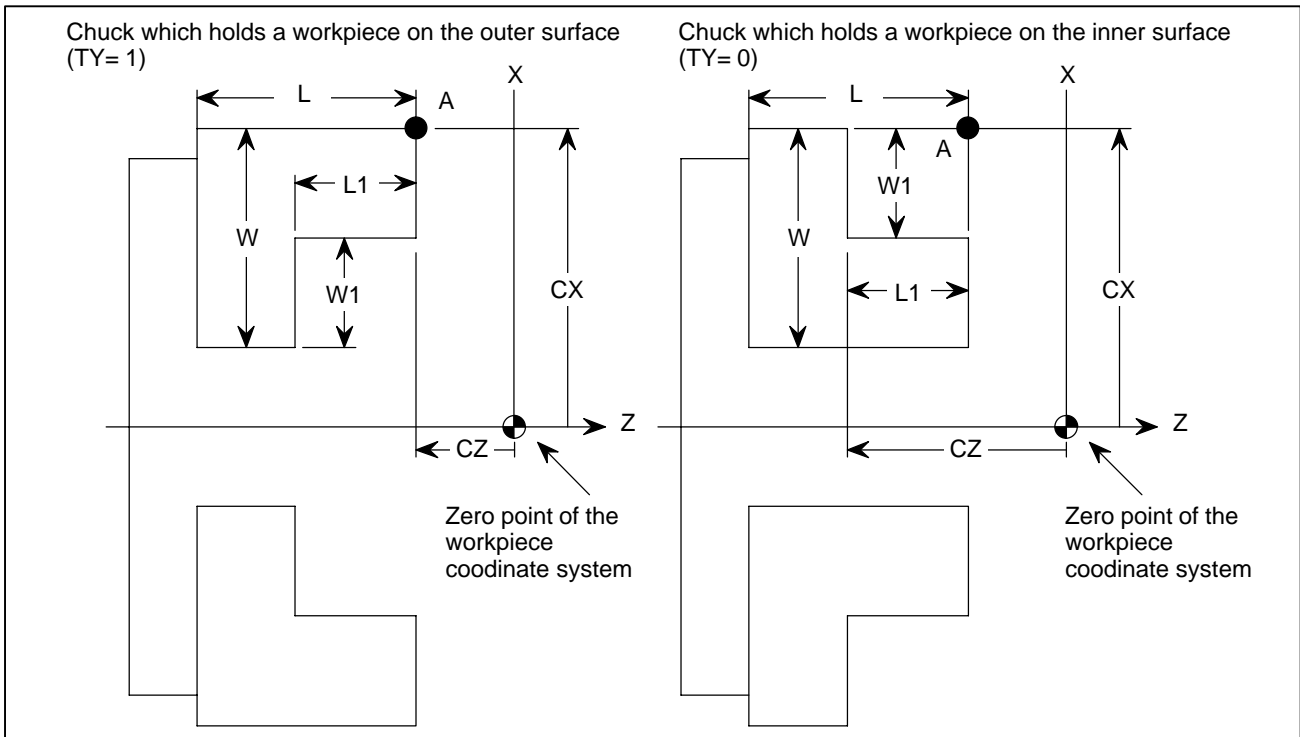 Chuck which holds a workpiece on the outer surface
(TY= 1)
X
L
A
L1
W
W1
CX
Z
CZ
Zero point of the
workpiece
coodinate system
Chuck which holds a workpiece on the inner surface
(TY= 0)
X
L
A
W1
W
L1
CX
Z
CZ
Zero point of the
workpiece
coodinate system